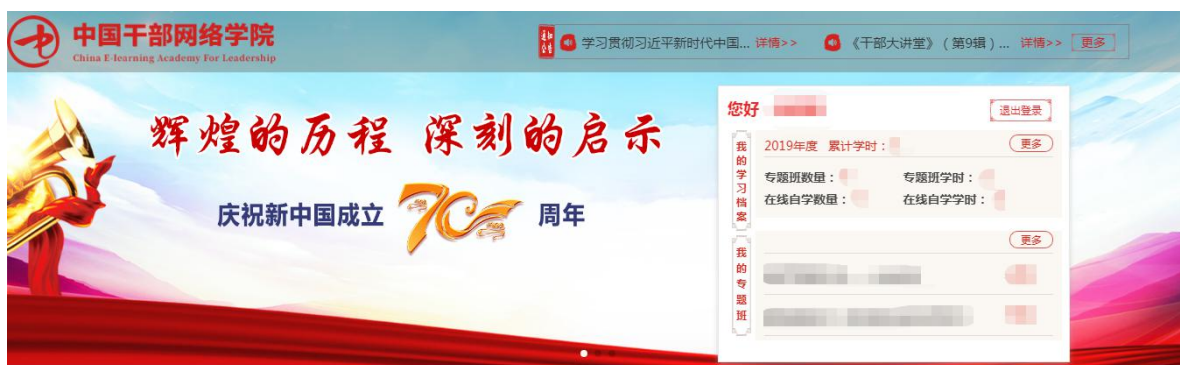 中国干部网络学院
China E-learning Academy For Leadership
通知公告
学习贯彻习近平新时代中国... 详情>>
《干部大讲堂》（第9辑）... 详情>>
更多
辉煌的历程 深刻的启示
庆祝新中国成立 70 周年
您好
退出登录
我的学习档案
2019年度 累计学时：
更多
专题班数量： 专题班学时：
在线自学数量： 在线自学学时：
我的专题班
更多